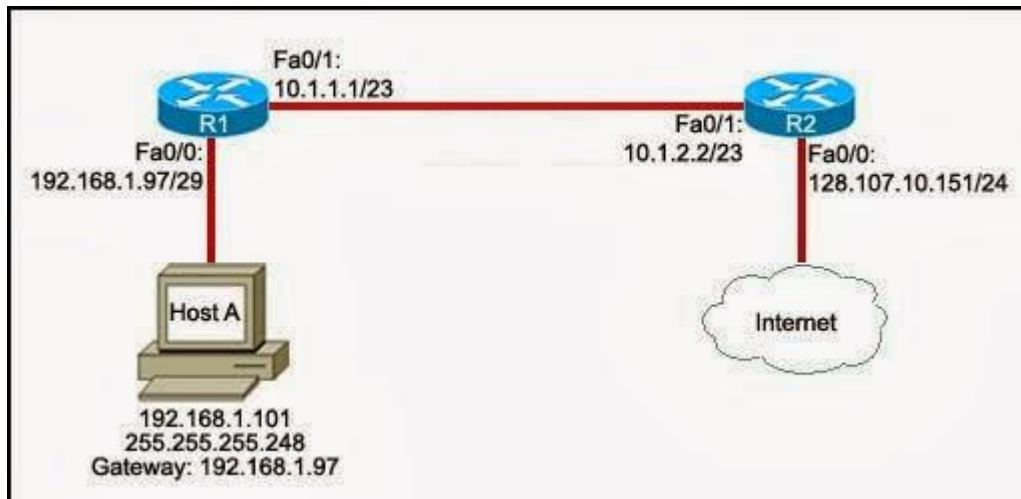 Fa0/1:
10.1.1.1/23
R1
Fa0/0:
192.168.1.97/29
Fa0/1:
10.1.2.2/23
R2
Fa0/0:
128.107.10.151/24
Host A
192.168.1.101
255.255.255.248
Gateway: 192.168.1.97
Internet